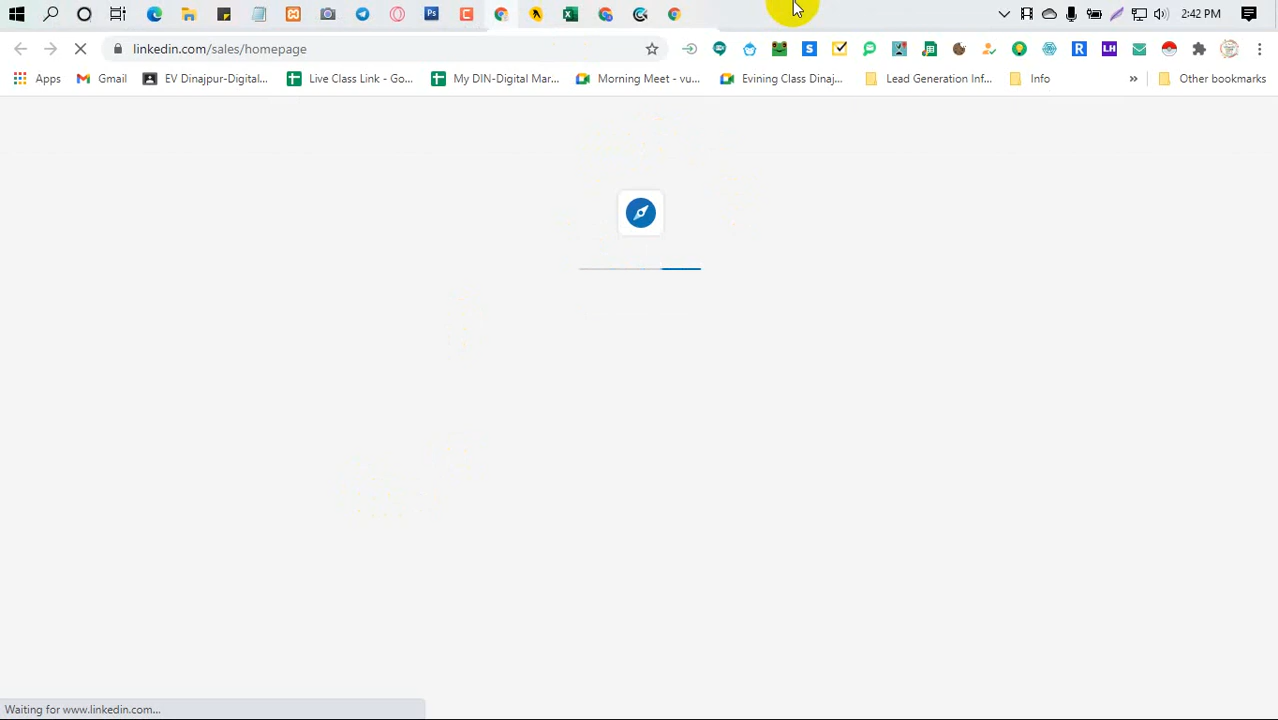 2:42 PM
linkedin.com/sales/homepage
Apps
Gmail
EV Dinajpur-Digital...
Live Class Link - Go...
My DIN-Digital Mar...
Morning Meet - vu...
Evining Class Dinaj...
Lead Generation Inf...
Info
»
Other bookmarks
Waiting for www.linkedin.com...